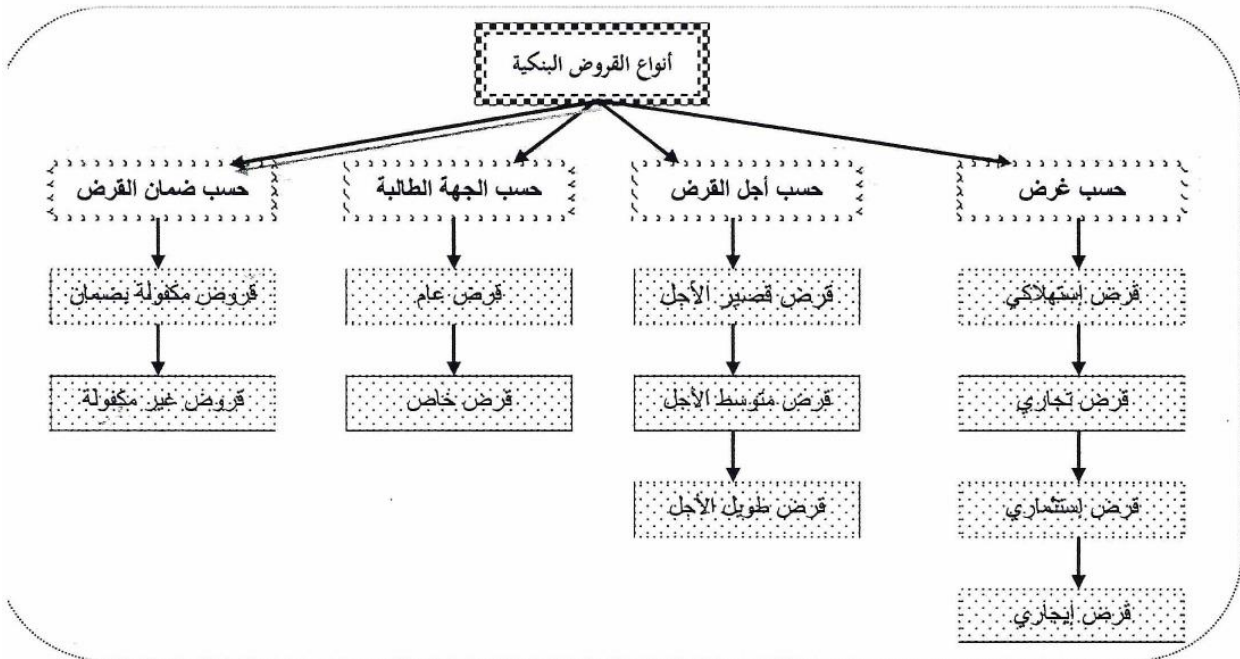 أنواع القروض البنكية
حسب غرض
حسب أجل القرض
حسب الجهة الطالبة
حسب ضمان القرض
قرض إستهلاكي
قرض قصير الأجل
قرض عام
قروض مكفولة بضمان
قرض تجاري
قرض متوسط الأجل
قرض خاص
قروض غير مكفولة
قرض إستثماري
قرض طويل الأجل
قرض إيجاري